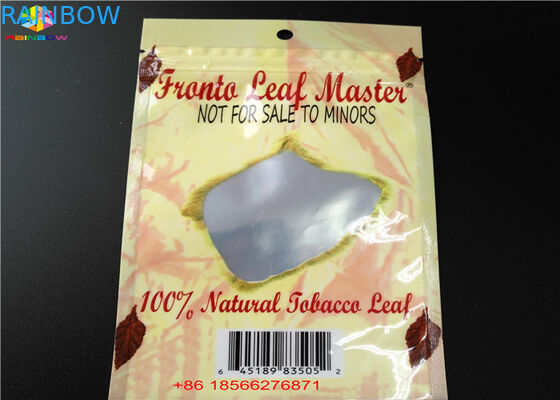 RAINBOW
RAINBOW
Fronto Leaf Master®
NOT FOR SALE TO MINORS
100% Natural Tobacco Leaf
6 45189 83505 2
+86 18566276871